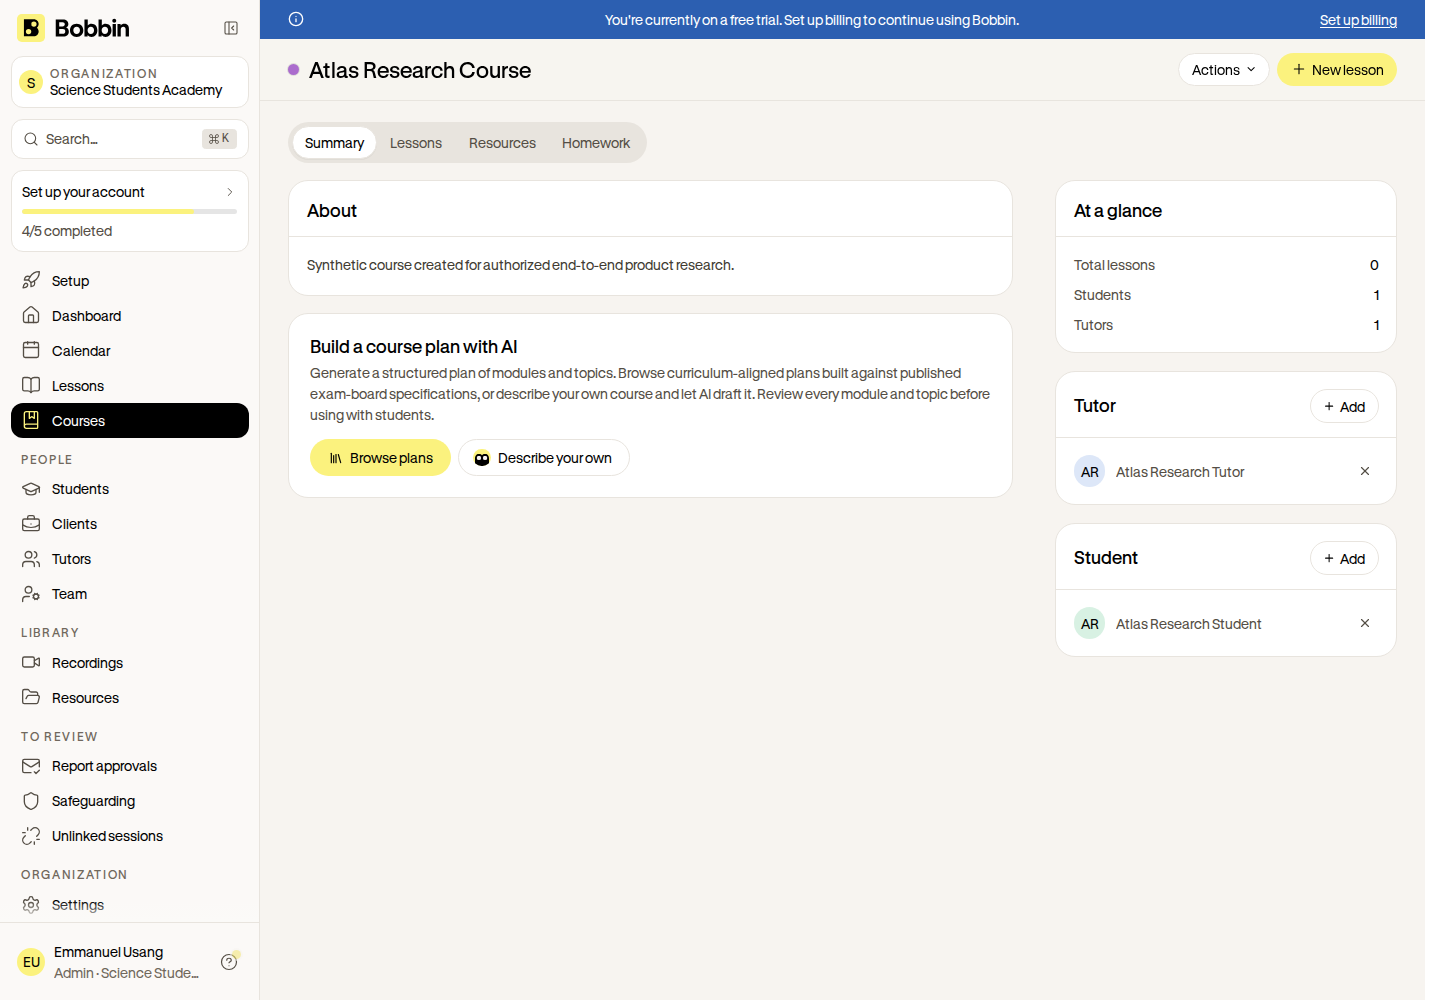 Bobbin
ORGANIZATION
S
Science Students Academy
Search...
⌘ K
Set up your account
4/5 completed
Setup
Dashboard
Calendar
Lessons
Courses
PEOPLE
Students
Clients
Tutors
Team
LIBRARY
Recordings
Resources
TO REVIEW
Report approvals
Safeguarding
Unlinked sessions
ORGANIZATION
Settings
EU
Emmanuel Usang
Admin · Science Stude...
You're currently on a free trial. Set up billing to continue using Bobbin.
Set up billing
Atlas Research Course
Actions
+ New lesson
Summary
Lessons
Resources
Homework
About
Synthetic course created for authorized end-to-end product research.
Build a course plan with AI
Generate a structured plan of modules and topics. Browse curriculum-aligned plans built against published
exam-board specifications, or describe your own course and let AI draft it. Review every module and topic before
using with students.
Browse plans
Describe your own
At a glance
Total lessons 0
Students 1
Tutors 1
Tutor
+ Add
AR
Atlas Research Tutor
Student
+ Add
AR
Atlas Research Student